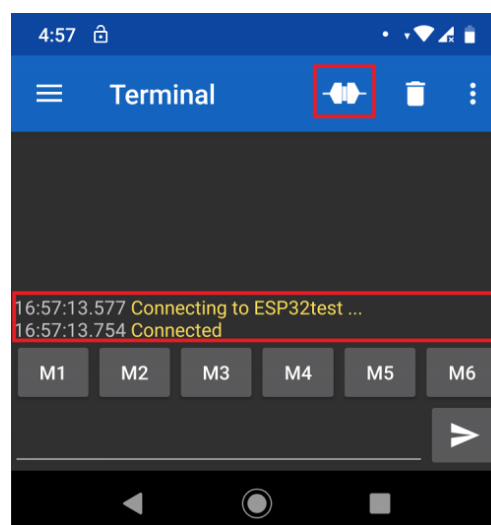 4:57
Terminal
16:57:13.577 Connecting to ESP32test ...
16:57:13.754 Connected
M1 M2 M3 M4 M5 M6